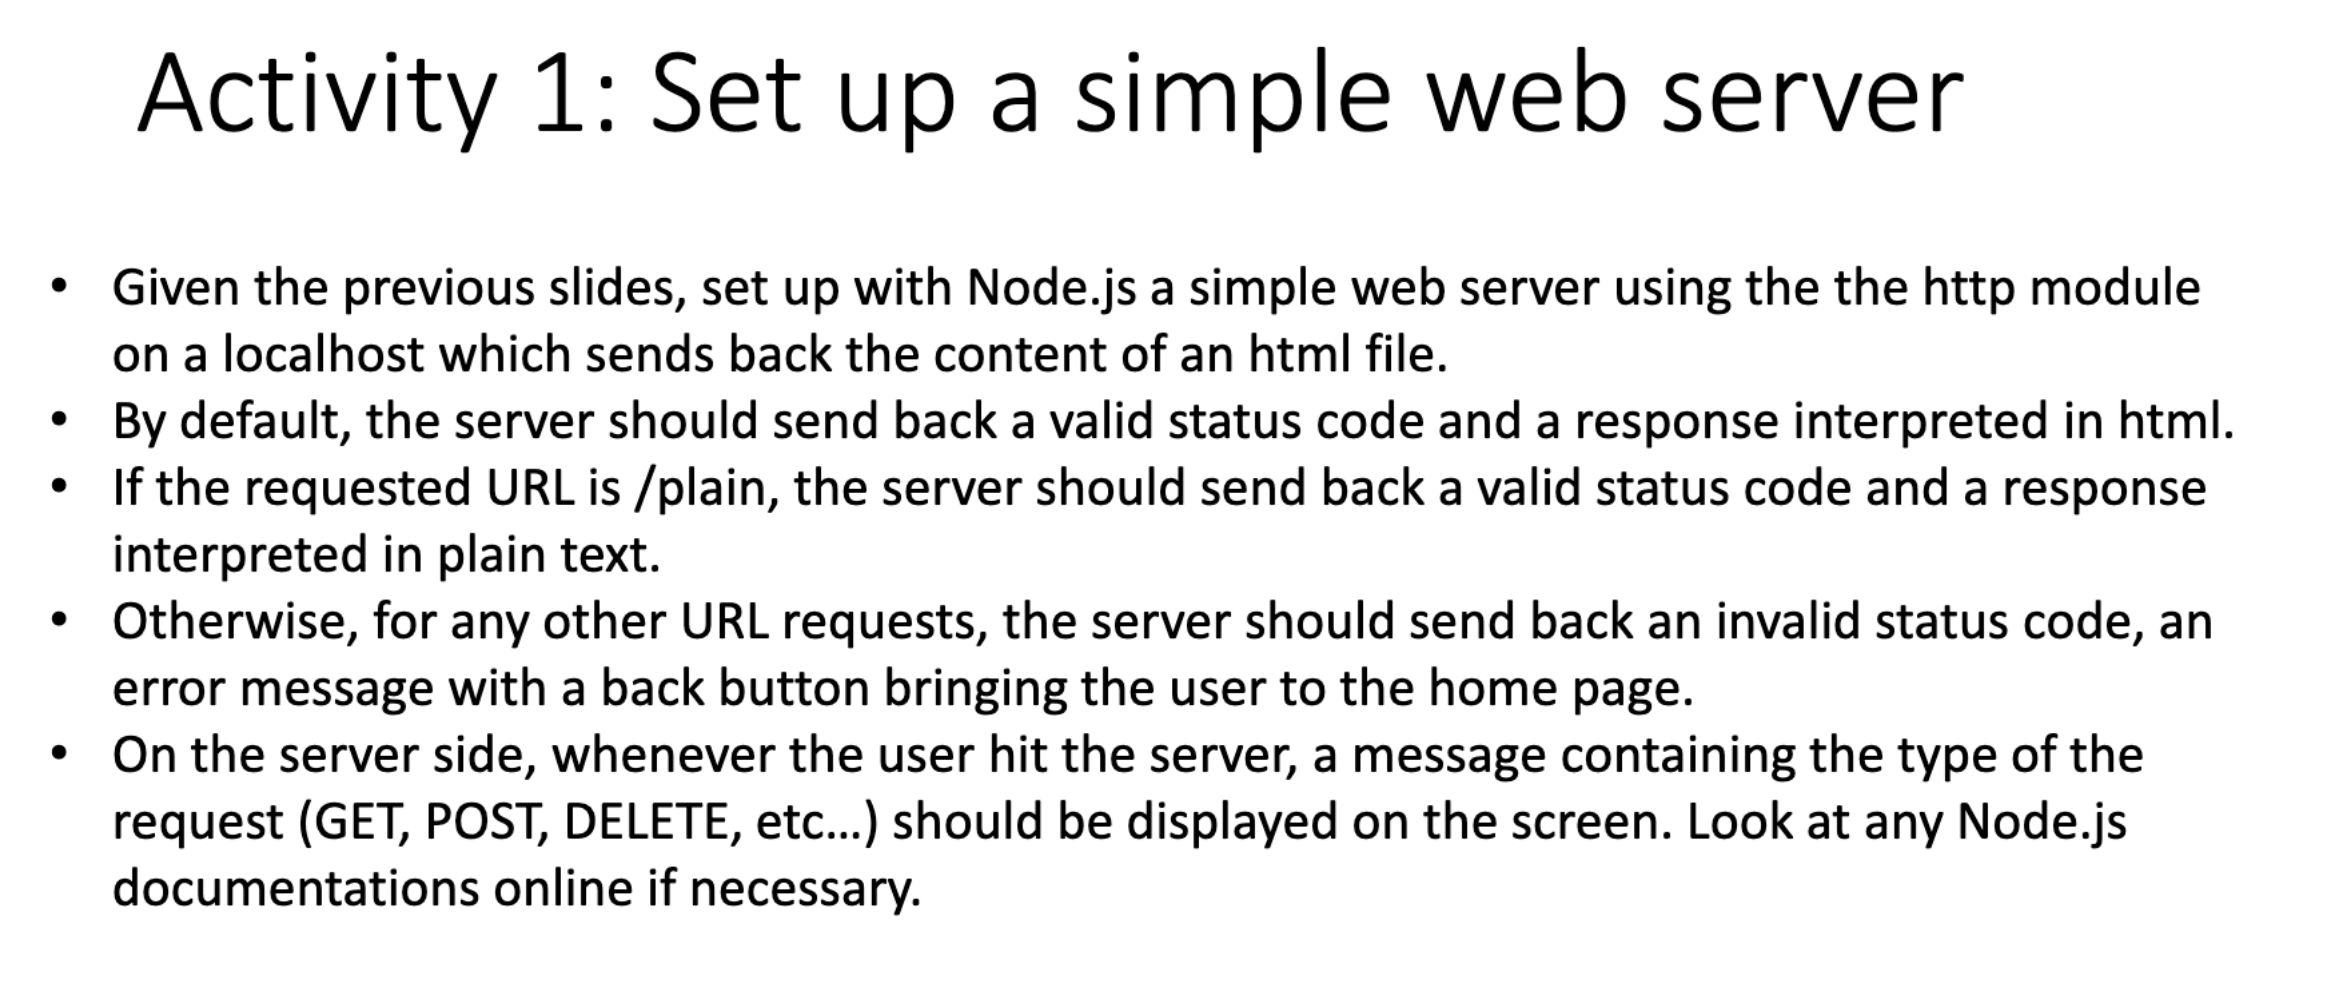 Activity 1: Set up a simple web server
• Given the previous slides, set up with Node.js a simple web server using the the http module
on a localhost which sends back the content of an html file.
• By default, the server should send back a valid status code and a response interpreted in html.
• If the requested URL is /plain, the server should send back a valid status code and a response
interpreted in plain text.
• Otherwise, for any other URL requests, the server should send back an invalid status code, an
error message with a back button bringing the user to the home page.
• On the server side, whenever the user hit the server, a message containing the type of the
request (GET, POST, DELETE, etc...) should be displayed on the screen. Look at any Node.js
documentations online if necessary.